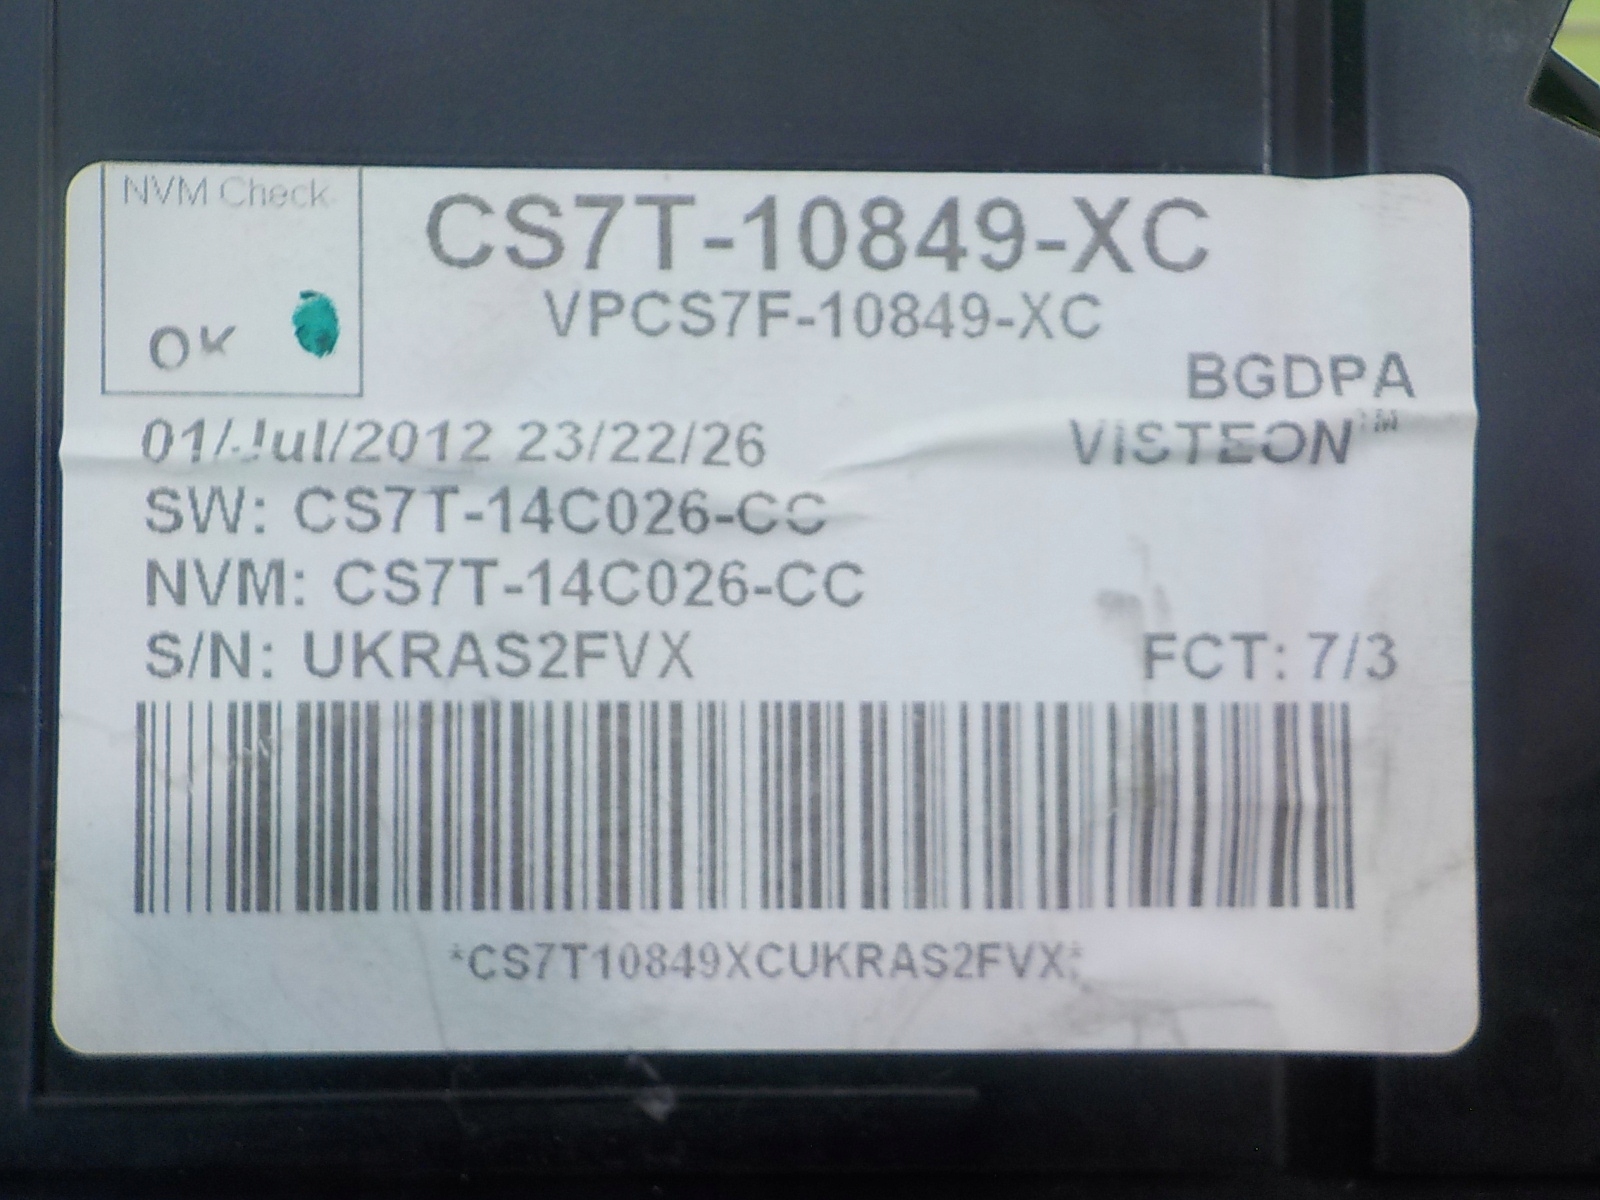 NVM Check
OK
CS7T-10849-XC
VPCS7F-10849-XC
BGDPA
01/Jul/2012 23/22/26
VISTEON™
SW: CS7T-14C026-CC
NVM: CS7T-14C026-CC
S/N: UKRAS2FVX
FCT: 7/3
*CS7T10849XCUKRAS2FVX*